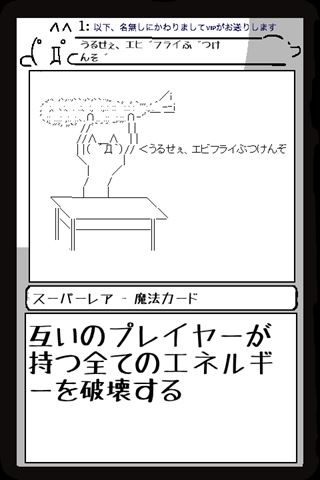 1: 以下、名無しにかわりましてVIPがお送りします
うるせぇ、エビフライぶつけ
んぞ
<うるせぇ、エビフライぶつけんぞ
スーパーレア - 魔法カード
互いのプレイヤーが
持つ全てのエネルギ
ーを破壊する